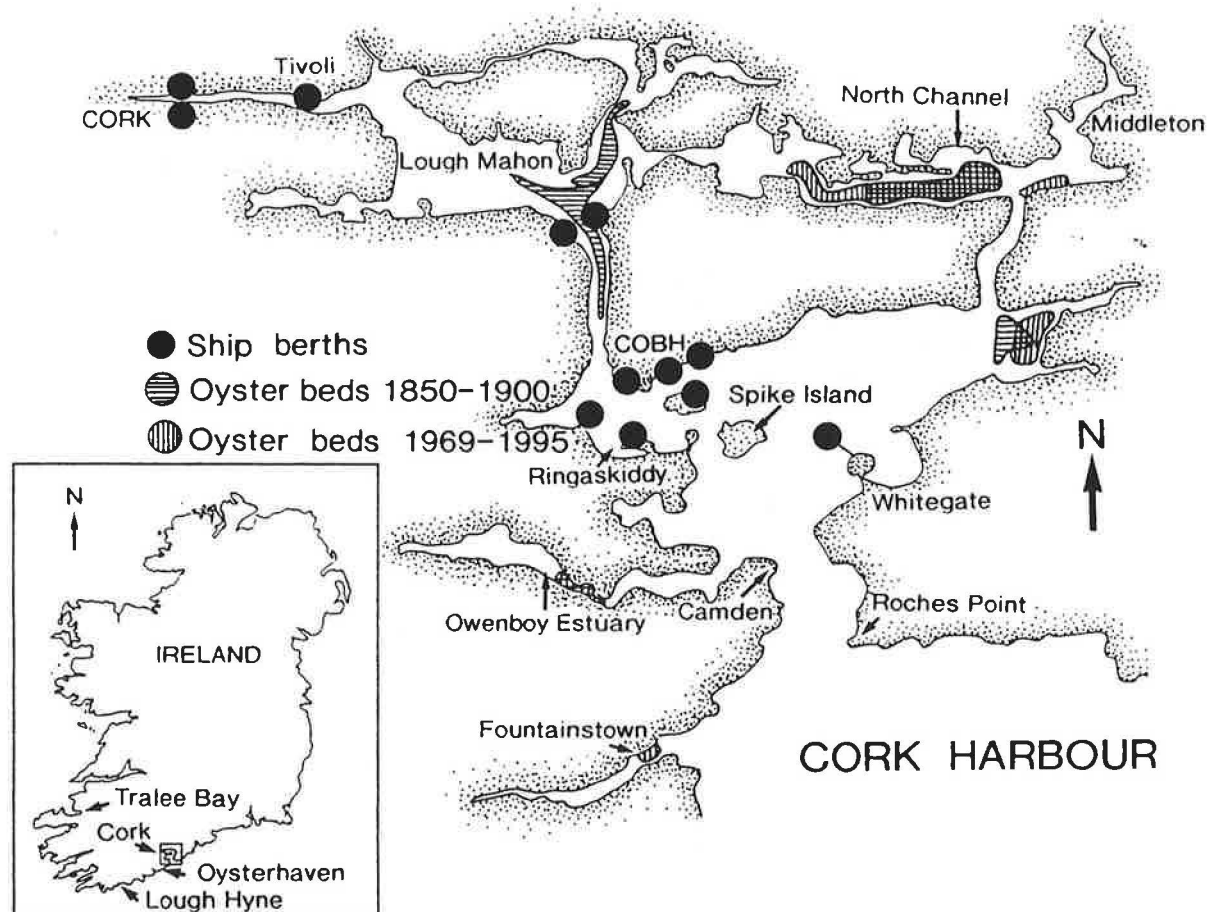 Tivoli
CORK
Lough Mahon
North Channel
Middleton
Ship berths
Oyster beds 1850-1900
Oyster beds 1969-1995
COBH
Spike Island
N
Ringaskiddy
Whitegate
Owenboy Estuary
Camden
Roches Point
Fountainstown
CORK HARBOUR
N
IRELAND
Tralee Bay
Cork
Oysterhaven
Lough Hyne